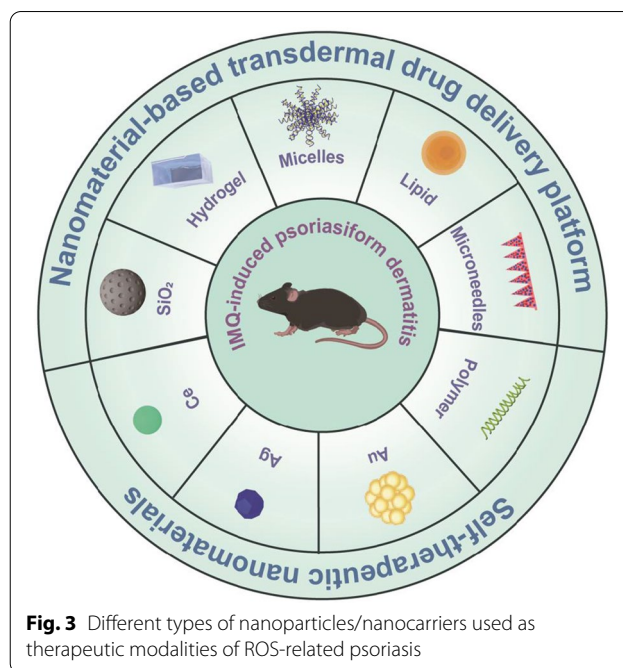 Nanomaterial-based transdermal drug delivery platform
Micelles
Lipid
Microneedles
Polymer
Au
Ag
Ce
SiO₂
Hydrogel
IMQ-induced psoriasiform dermatitis
Self-therapeutic nanomaterials
Fig. 3 Different types of nanoparticles/nanocarriers used as
therapeutic modalities of ROS-related psoriasis